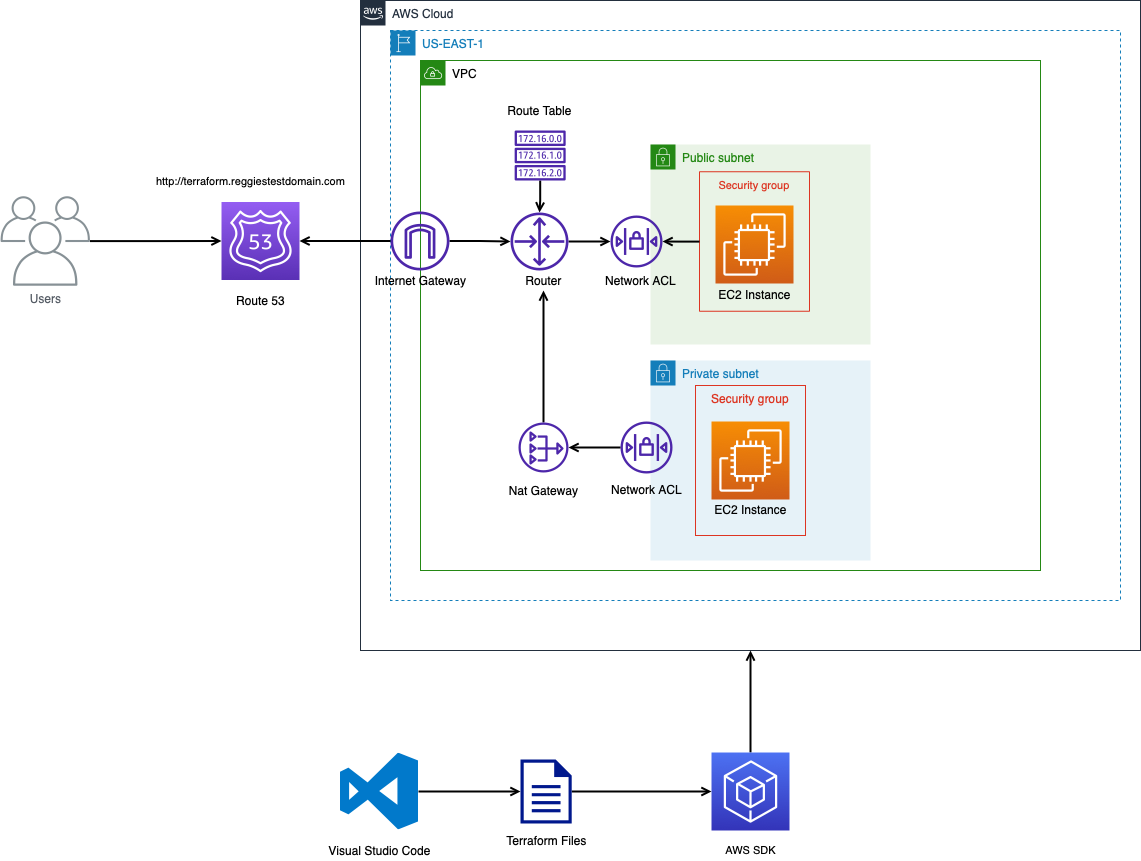 aws
AWS Cloud
US-EAST-1
VPC
Route Table
172.16.0.0
172.16.1.0
172.16.2.0
Public subnet
Security group
http://terraform.reggiestestdomain.com
53
Users
Route 53
Internet Gateway
Router
Network ACL
EC2 Instance
Private subnet
Security group
Nat Gateway
Network ACL
EC2 Instance
Visual Studio Code
Terraform Files
AWS SDK